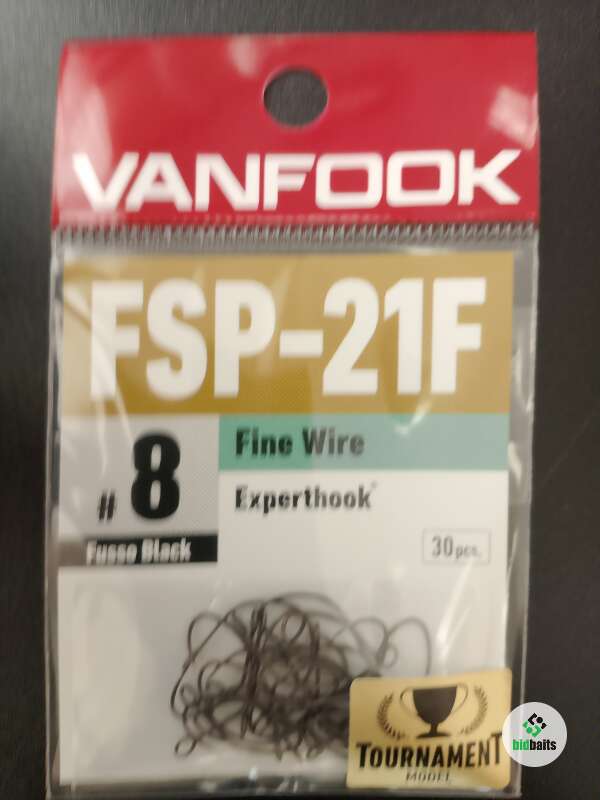 VANFOOK
FSP-21F
# 8
Fine Wire
Experthook
Fusso Black
30pcs.
TOURNAMENT
MODEL
bidbaits